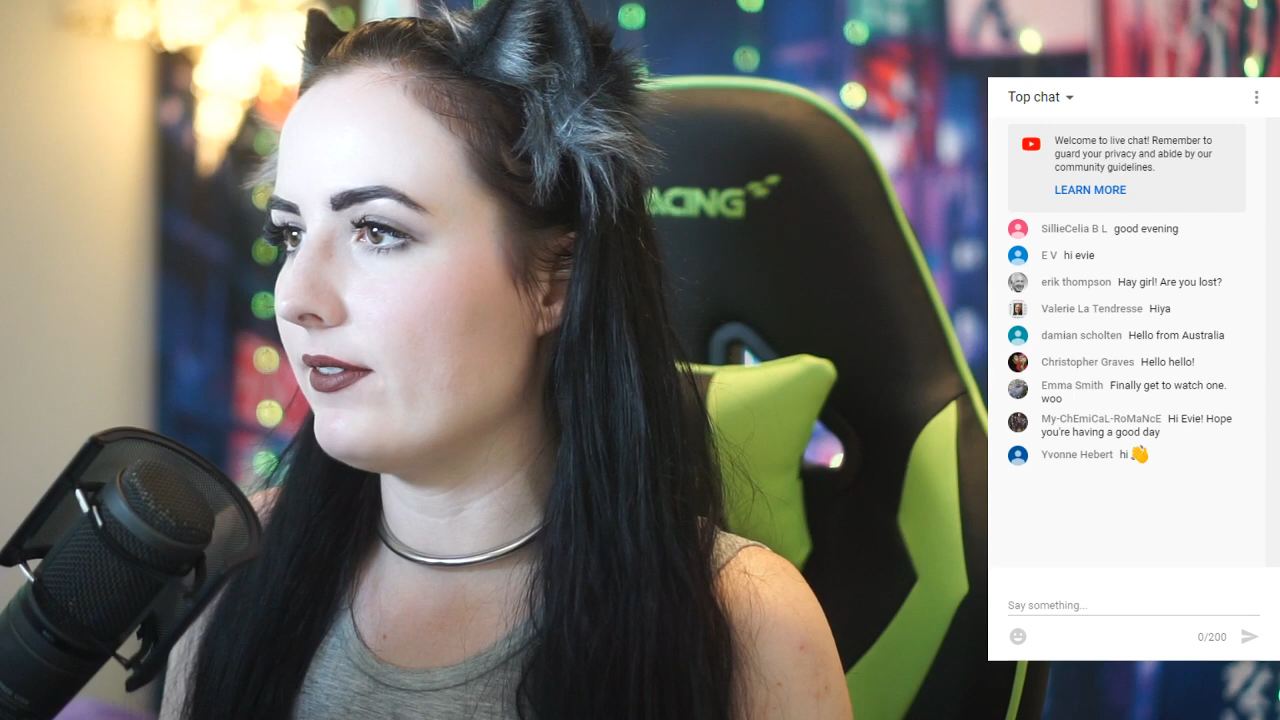 ACING
Top chat
Welcome to live chat! Remember to
guard your privacy and abide by our
community guidelines.
LEARN MORE
SillieCelia B L good evening
E V hi evie
erik thompson Hay girl! Are you lost?
Valerie La Tendresse Hiya
damian scholten Hello from Australia
Christopher Graves Hello hello!
Emma Smith Finally get to watch one.
woo
My-ChEmiCaL-RoMaNcE Hi Evie! Hope
you're having a good day
Yvonne Hebert hi 👏
Say something...
0/200